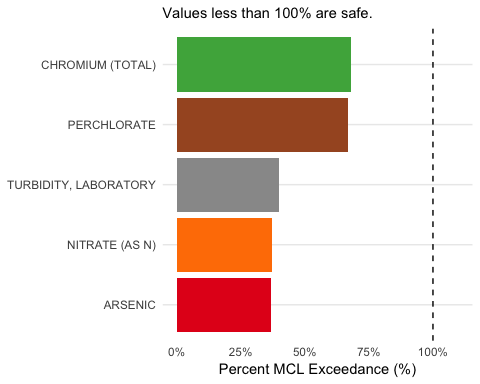 Values less than 100% are safe.
CHROMIUM (TOTAL)
PERCHLORATE
TURBIDITY, LABORATORY
NITRATE (AS N)
ARSENIC
0% 25% 50% 75% 100%
Percent MCL Exceedance (%)